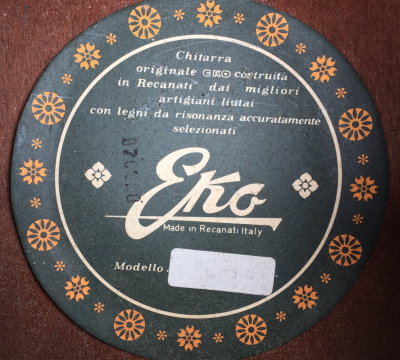 Chitarra
originale EKO costruita
in Recanati dai migliori
artigiani liutai
con legni da risonanza accuratamente
selezionati
Eko
Made in Recanati Italy
Modello.